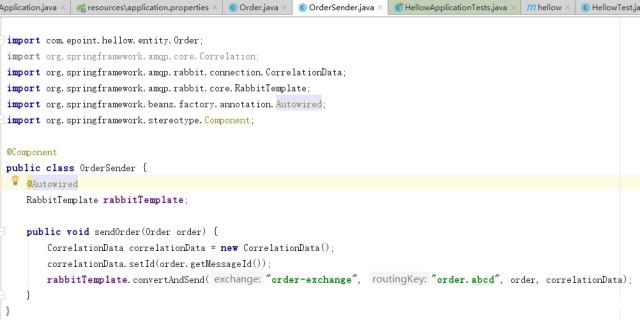 Application.java
resources\application.properties
Order.java
OrderSender.java
HellowApplicationTests.java
hellow
HellowTest.ja
import com.epoint.hellow.entity.Order;
import org.springframework.amqp.core.Correlation;
import org.springframework.amqp.rabbit.connection.CorrelationData;
import org.springframework.amqp.rabbit.core.RabbitTemplate;
import org.springframework.beans.factory.annotation.Autowired;
import org.springframework.stereotype.Component;
@Component
public class OrderSender {
@Autowired
RabbitTemplate rabbitTemplate;
public void sendOrder(Order order) {
CorrelationData correlationData = new CorrelationData();
correlationData.setId(order.getMessageId());
rabbitTemplate.convertAndSend( exchange: "order-exchange", routingKey: "order.abcd", order, correlationData);
}
}